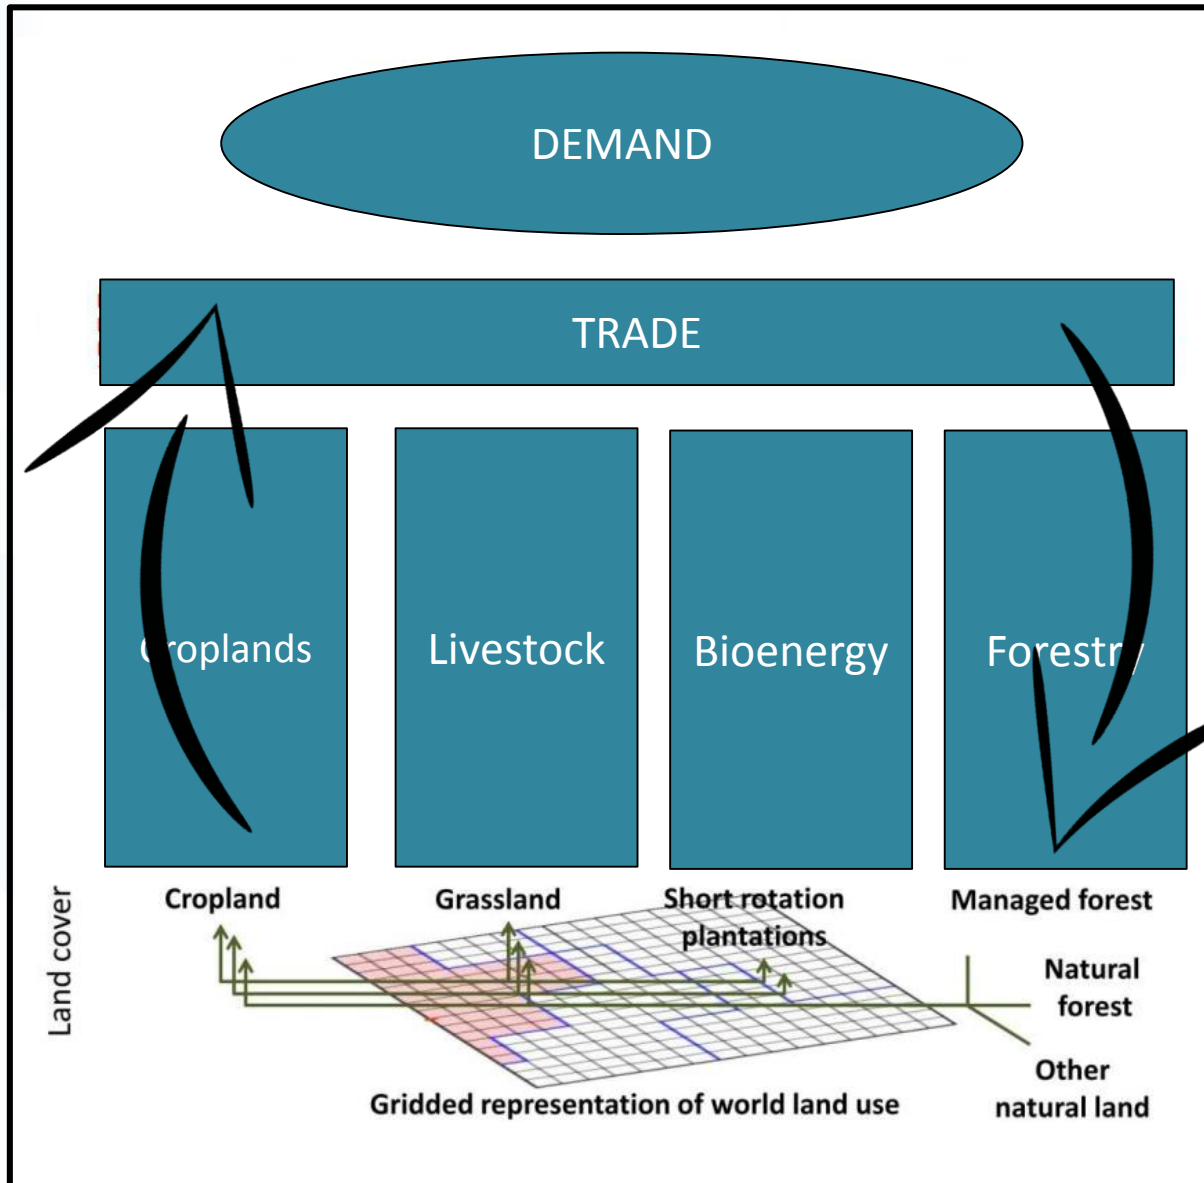 DEMAND
TRADE
Croplands
Livestock
Bioenergy
Forestry
Land cover
Cropland
Grassland
Short rotation
plantations
Managed forest
Natural
forest
Other
natural land
Gridded representation of world land use